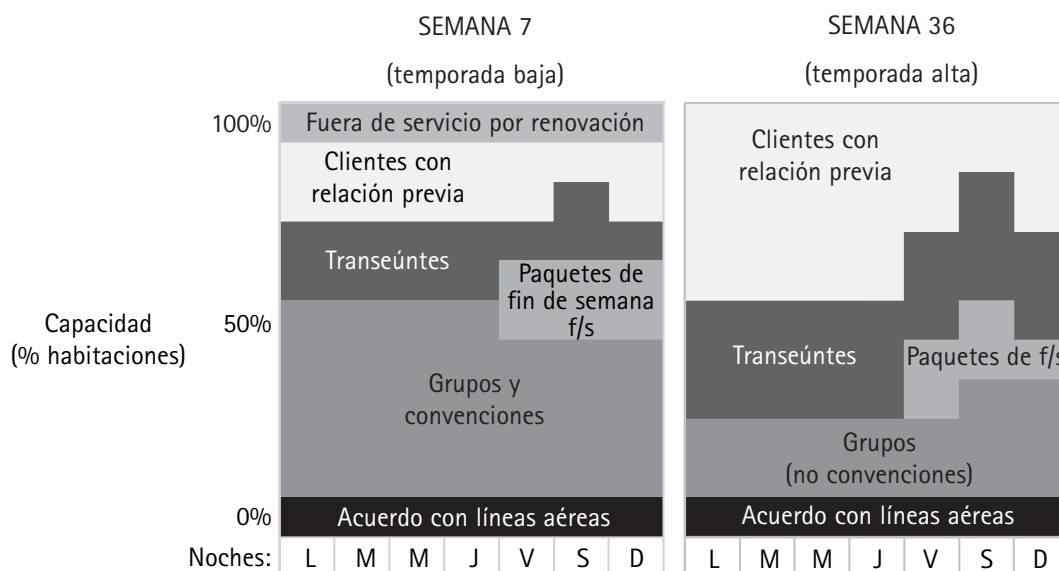 SEMANA 7
(temporada baja)
SEMANA 36
(temporada alta)
100%
50%
0%
Capacidad
(% habitaciones)
Fuera de servicio por renovación
Clientes con
relación previa
Transeúntes
Paquetes de
fin de semana
f/s
Grupos y
convenciones
Acuerdo con líneas aéreas
Clientes con
relación previa
Transeúntes
Paquetes de f/s
Grupos
(no convenciones)
Acuerdo con líneas aéreas
Noches: L M M J V S D L M M J V S D